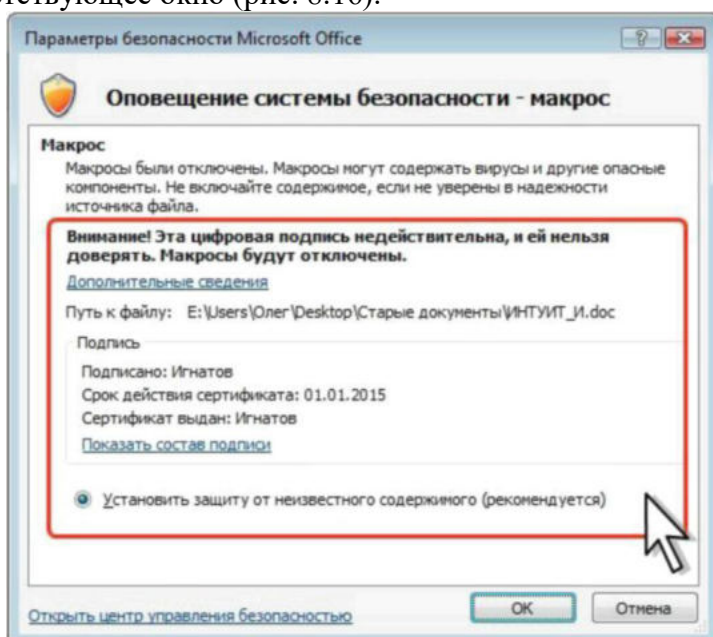 тствующее окно (рис. 8.16).
Параметры безопасности Microsoft Office
Оповещение системы безопасности - макрос
Макрос
Макросы были отключены. Макросы могут содержать вирусы и другие опасные
компоненты. Не включайте содержимое, если не уверены в надежности
источника файла.
Внимание! Эта цифровая подпись недействительна, и ей нельзя
доверять. Макросы будут отключены.
Дополнительные сведения
Путь к файлу: E:\Users\Олег\Desktop\Старые документы\ИНТУИТ_И.doc
Подпись
Подписано: Игнатов
Срок действия сертификата: 01.01.2015
Сертификат выдан: Игнатов
Показать состав подписи
Установить защиту от неизвестного содержимого (рекомендуется)
Открыть центр управления безопасностью
ОК
Отмена